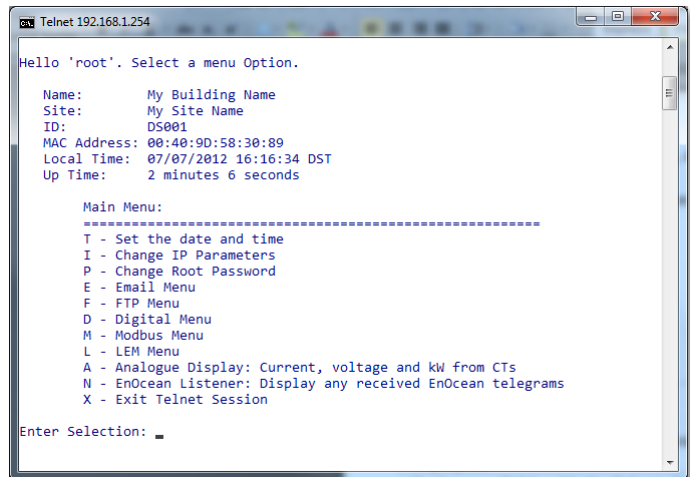 Telnet 192.168.1.254
Hello 'root'. Select a menu Option.
Name: My Building Name
Site: My Site Name
ID: DS001
MAC Address: 00:40:9D:58:30:89
Local Time: 07/07/2012 16:16:34 DST
Up Time: 2 minutes 6 seconds
Main Menu:
=========================================================
T - Set the date and time
I - Change IP Parameters
P - Change Root Password
E - Email Menu
F - FTP Menu
D - Digital Menu
M - Modbus Menu
L - LEM Menu
A - Analogue Display: Current, voltage and kW from CTs
N - EnOcean Listener: Display any received EnOcean telegrams
X - Exit Telnet Session
Enter Selection: _